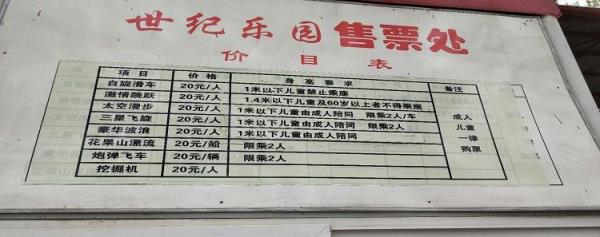 世纪乐园售票处
价目表
项目 价格 身高要求 备注
自旋滑车 20元/人 1米以下儿童禁止乘座
激情跳跃 20元/人 1.4米以下儿童及60岁以上者不得乘座
太空漫步 20元/人 1米以下儿童由成人陪同 限乘2人/车
三星飞旋 20元/人 1米以下儿童由成人陪同 限乘2人
豪华波浪 20元/人 1米以下儿童由成人陪同
花果山漂流 20元/船 限乘2人
炮弹飞车 20元/辆 限乘2人
挖掘机 20元/人
成人
儿童
一律
购票